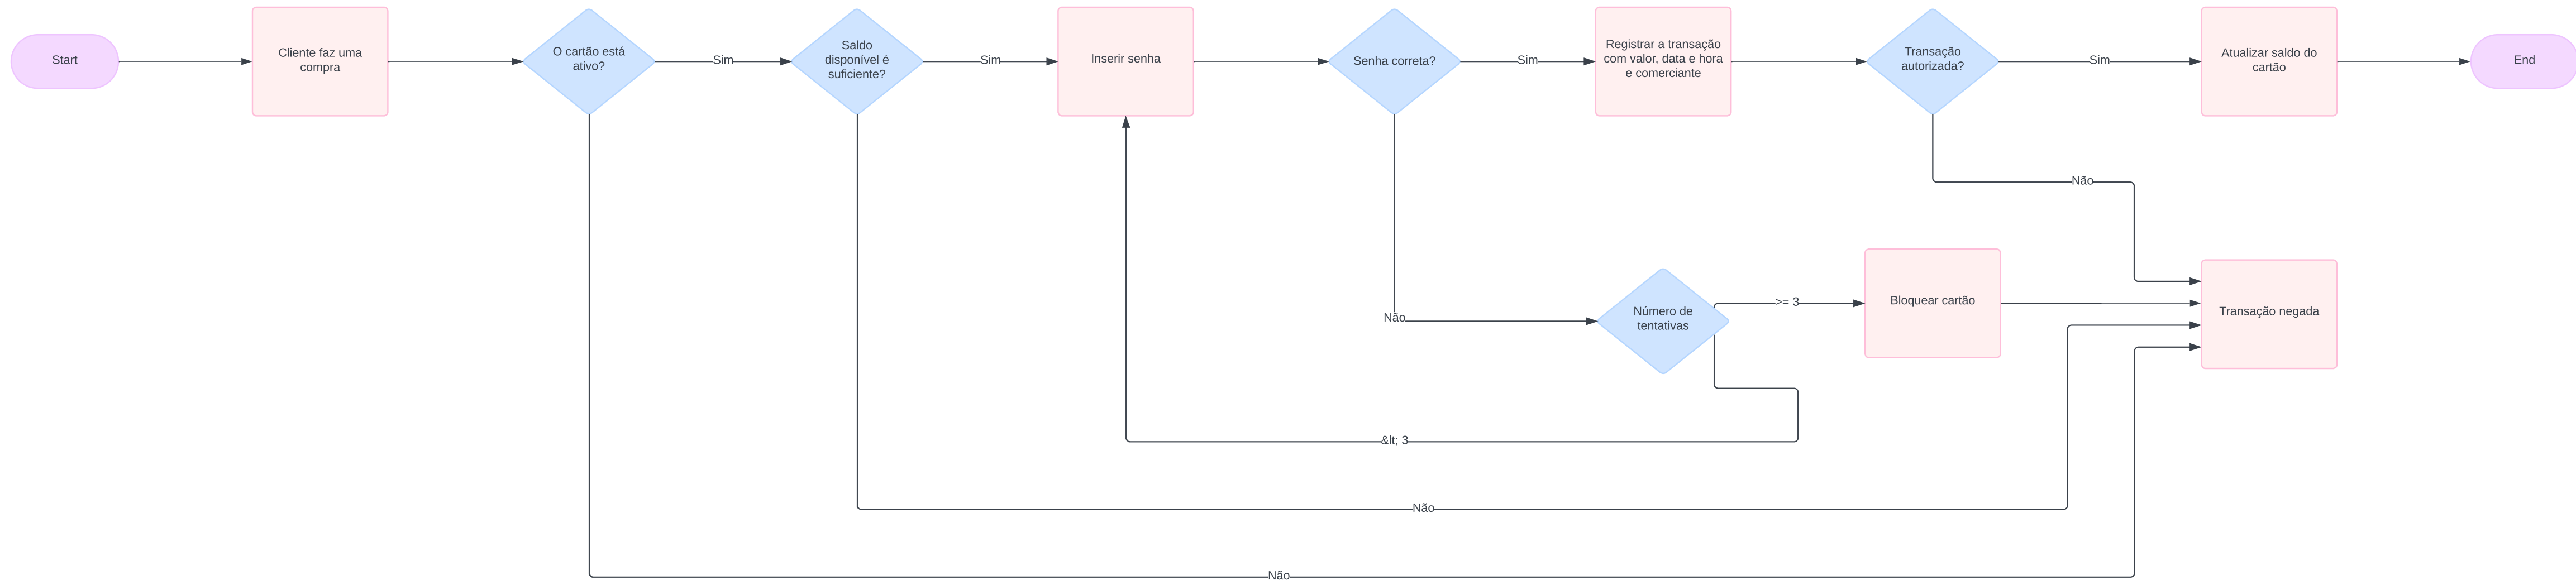 Start
Cliente faz uma
compra
O cartão está
ativo?
Sim
Saldo
disponível é
suficiente?
Sim
Inserir senha
Senha correta?
Sim
Registrar a transação
com valor, data e hora
e comerciante
Transação
autorizada?
Sim
Atualizar saldo do
cartão
End
Não
Número de
tentativas
>= 3
Bloquear cartão
Transação negada
Não
&lt; 3
Não
Não